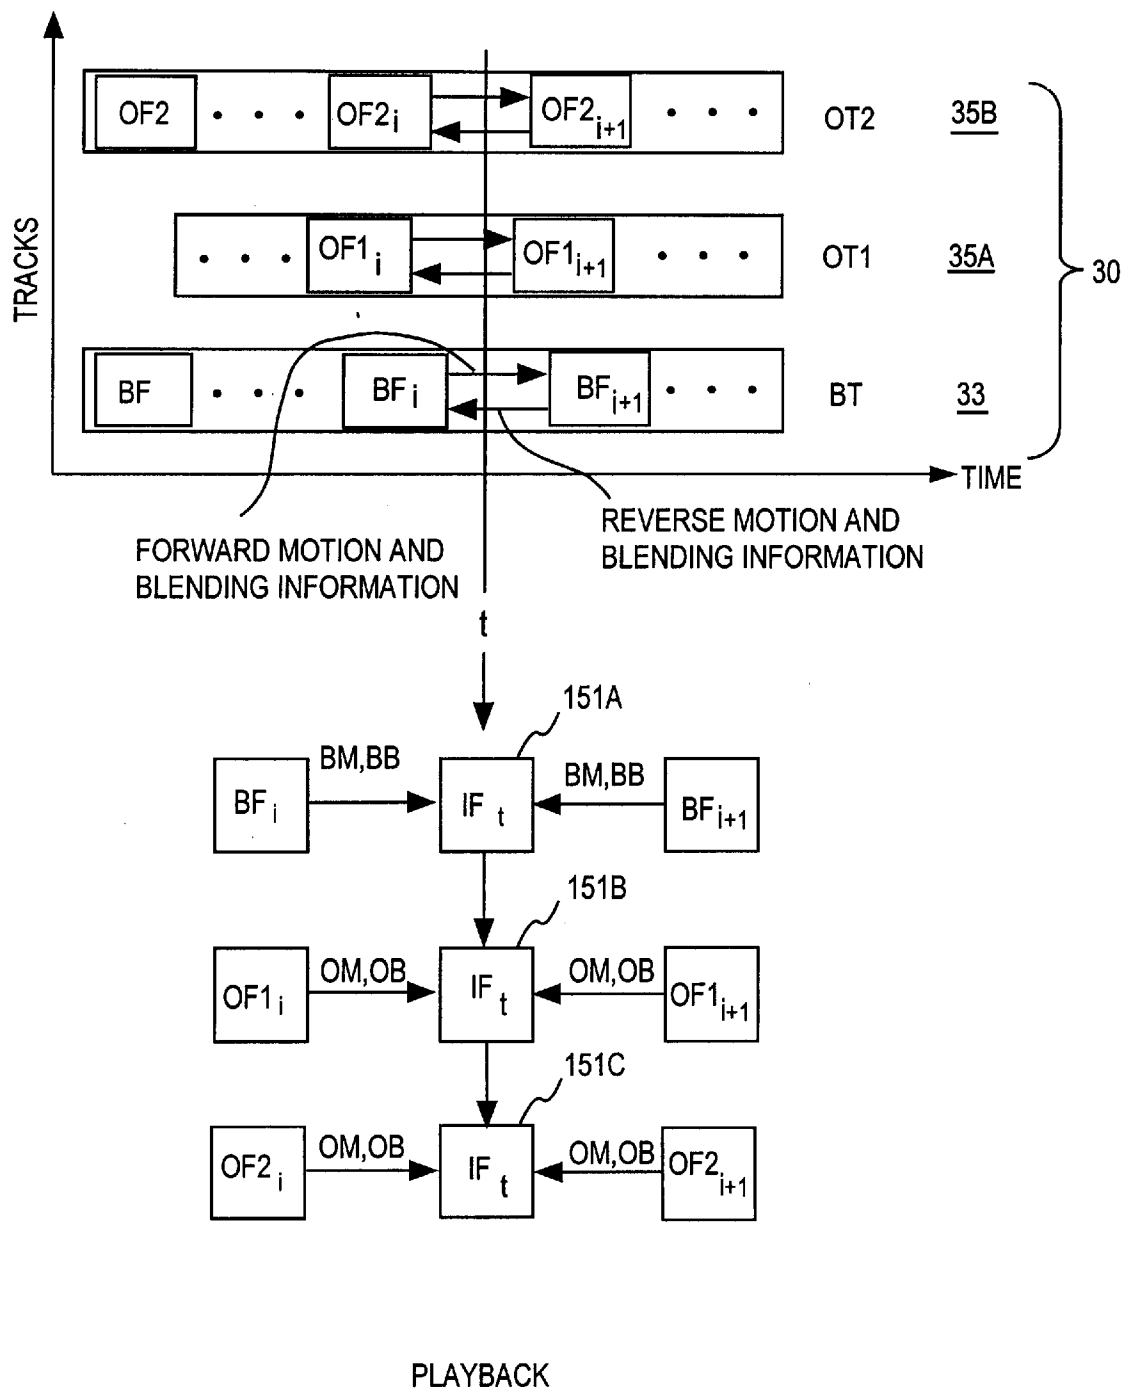 OF2 . . . OF2i OF2i+1 . . . OT2 35B
TRACKS
. . . OF1i OF1i+1 . . . OT1 35A
30
BF . . . BFi BFi+1 . . . BT 33
TIME
FORWARD MOTION AND
BLENDING INFORMATION
REVERSE MOTION AND
BLENDING INFORMATION
t
151A
BFi BM,BB IFt BM,BB BFi+1
151B
OF1i OM,OB IFt OM,OB OF1i+1
151C
OF2i OM,OB IFt OM,OB OF2i+1
PLAYBACK